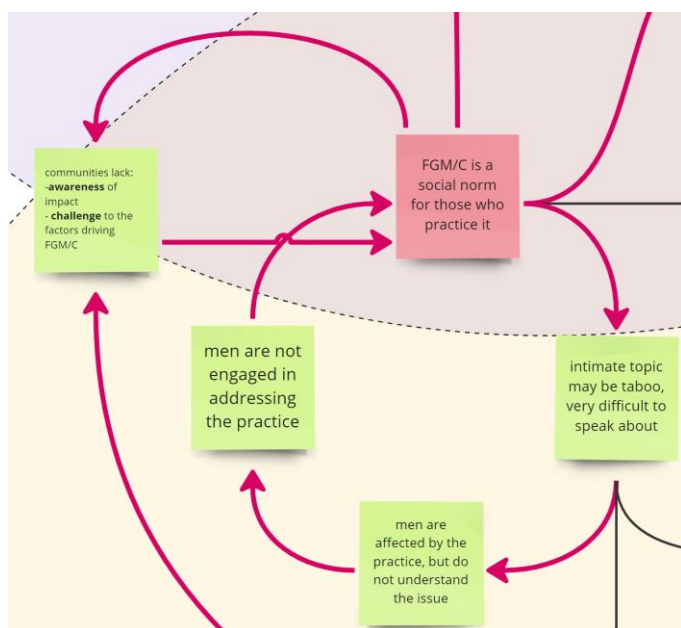 communities lack:
-awareness of
impact
- challenge to the
factors driving
FGM/C
FGM/C is a
social norm
for those who
practice it
men are not
engaged in
addressing
the practice
intimate topic
may be taboo,
very difficult to
speak about
men are
affected by the
practice, but do
not understand
the issue